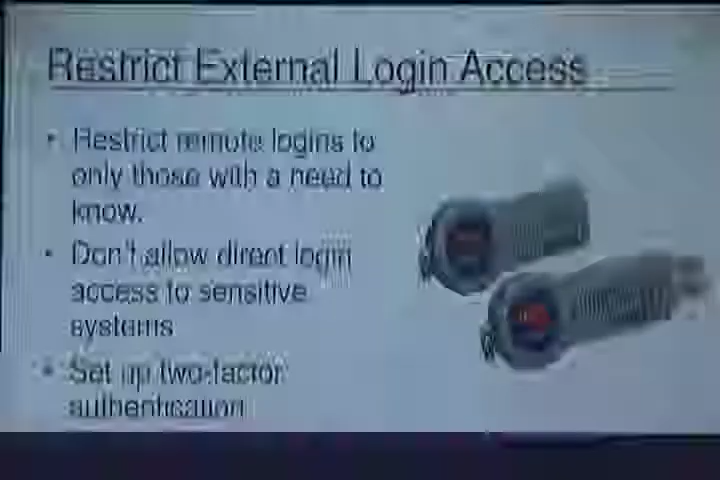 Restrict External Login Access
• Restrict remote logins to
only those with a need to
know.
• Don't allow direct login
access to sensitive
systems
• Set up two-factor
authentication